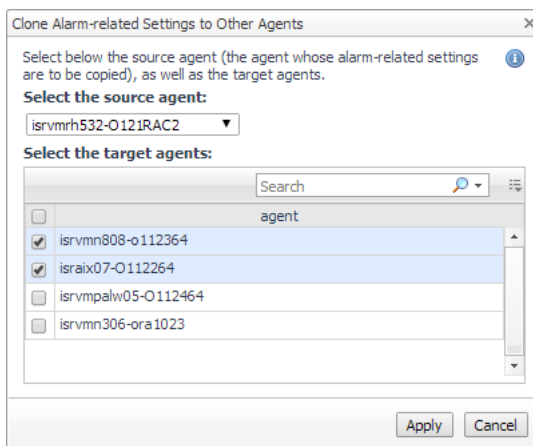 Clone Alarm-related Settings to Other Agents
Select below the source agent (the agent whose alarm-related settings
are to be copied), as well as the target agents.
Select the source agent:
isrvmrh532-O121RAC2
Select the target agents:
Search
agent
isrvmn808-o112364
israix07-O112264
isrvmpalw05-O112464
isrvmn306-ora1023
Apply Cancel